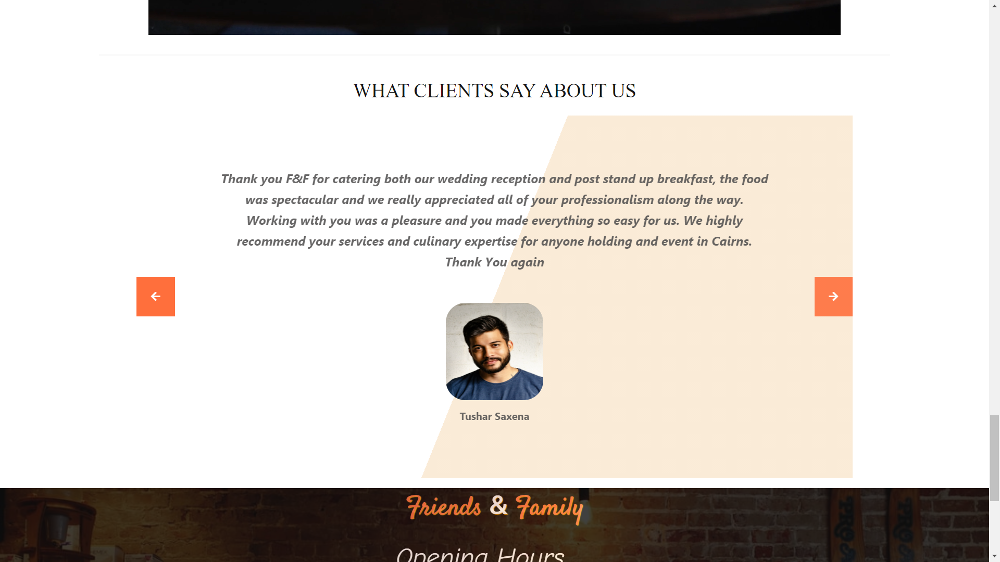 WHAT CLIENTS SAY ABOUT US
Thank you F&F for catering both our wedding reception and post stand up breakfast, the food
was spectacular and we really appreciated all of your professionalism along the way.
Working with you was a pleasure and you made everything so easy for us. We highly
recommend your services and culinary expertise for anyone holding and event in Cairns.
Thank You again
Tushar Saxena
Friends & Family
Opening Hours